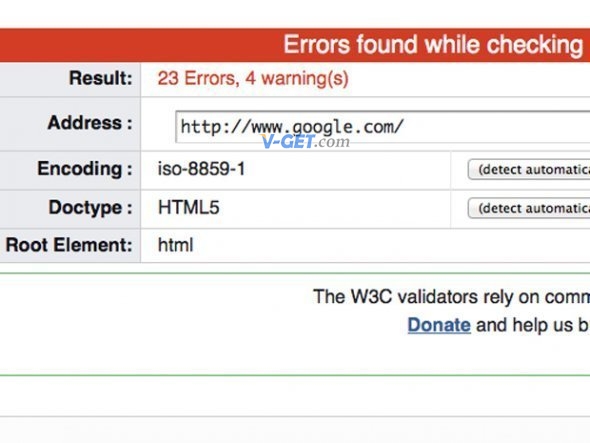 Errors found while checking
Result: 23 Errors, 4 warning(s)
Address : http://www.google.com/
V-GET.com
Encoding : iso-8859-1 (detect automatica
Doctype : HTML5 (detect automatica
Root Element: html
The W3C validators rely on comm
Donate and help us b